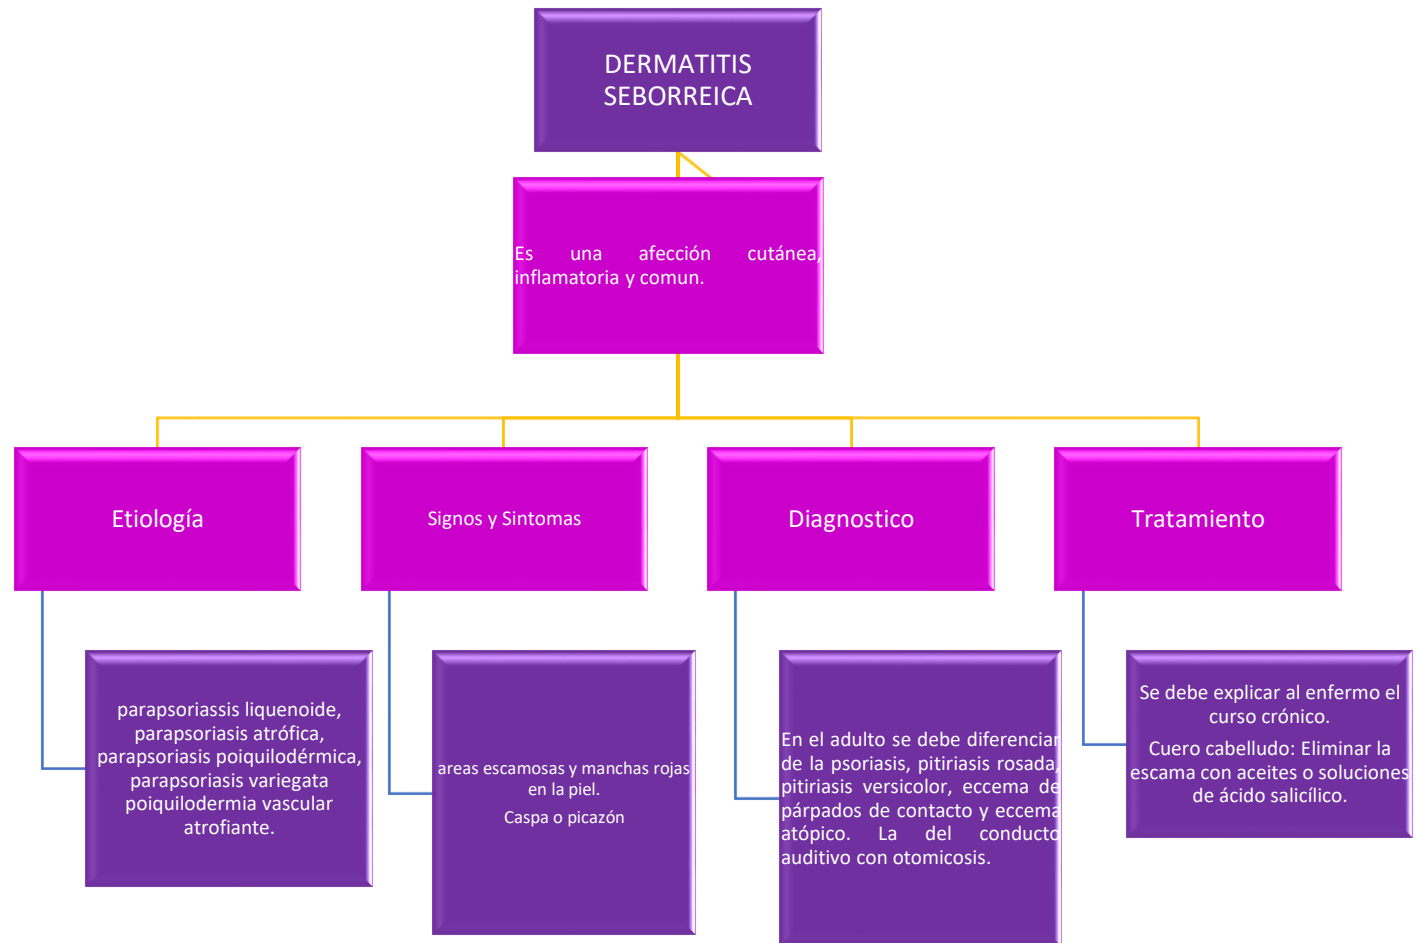 DERMATITIS
SEBORREICA
Es una afección cutánea,
inflamatoria y comun.
Etiología
Signos y Sintomas
Diagnostico
Tratamiento
parapsoriassis liquenoide,
parapsoriasis atrófica,
parapsoriasis poiquilodérmica,
parapsoriasis variegata
poiquilodermia vascular
atrofiante.
areas escamosas y manchas rojas
en la piel.
Caspa o picazón
En el adulto se debe diferenciar
de la psoriasis, pitiriasis rosada,
pitiriasis versicolor, eccema de
párpados de contacto y eccema
atópico. La del conducto
auditivo con otomicosis.
Se debe explicar al enfermo el
curso crónico.
Cuero cabelludo: Eliminar la
escama con aceites o soluciones
de ácido salicílico.